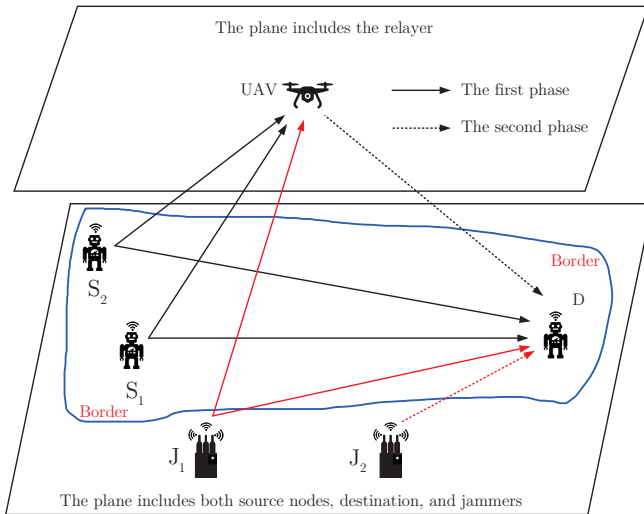 The plane includes the relayer
UAV
The first phase
The second phase
S2
Border
D
S1
Border
J1
J2
The plane includes both source nodes, destination, and jammers